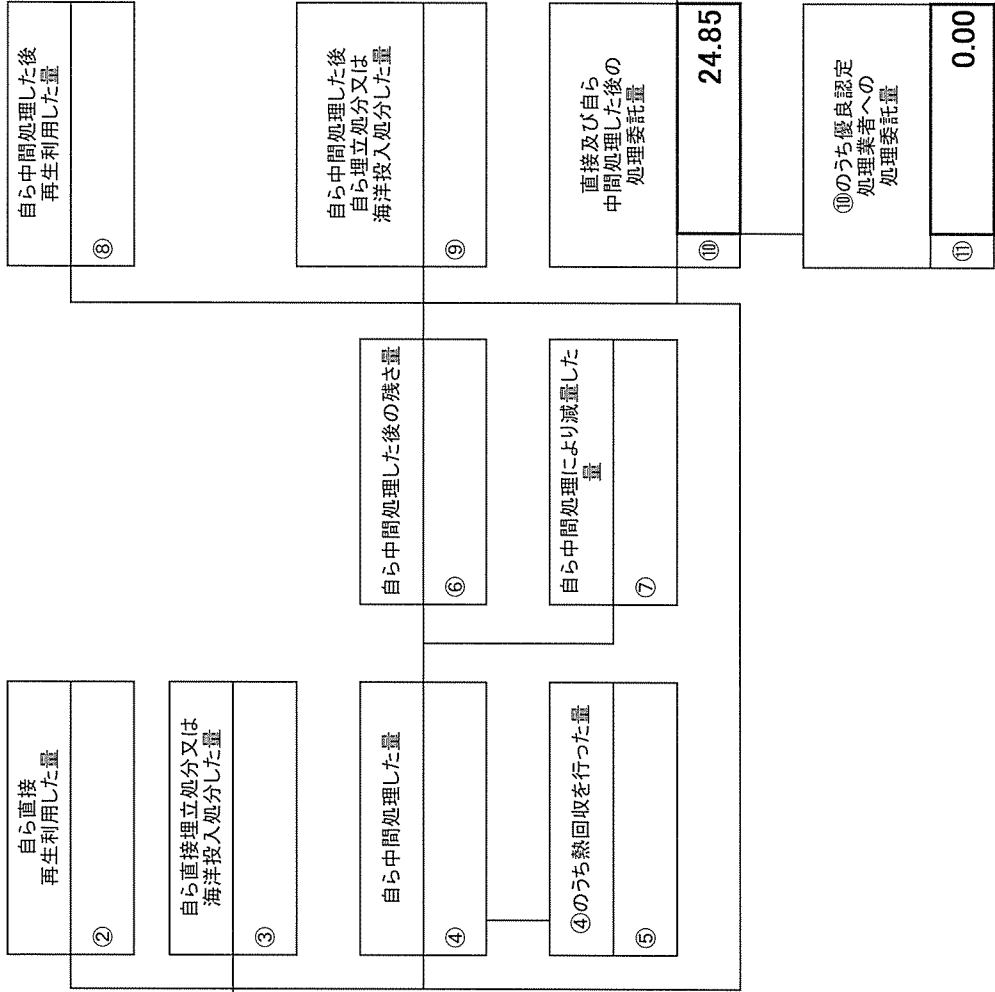 自ら直接
再生利用した量
②
自ら直接埋立処分又は
海洋投入処分した量
③
自ら中間処理した量
④
④のうち熱回収を行った量
⑤
自ら中間処理した後の残さ量
⑥
自ら中間処理により減量した
量
⑦
自ら中間処理した後
再生利用した量
⑧
自ら中間処理した後
自ら埋立処分又は
海洋投入処分した量
⑨
直接及び自ら
中間処理した後の
処理委託量
⑩ 24.85
⑩のうち優良認定
処理業者への
処理委託量
⑪ 0.00